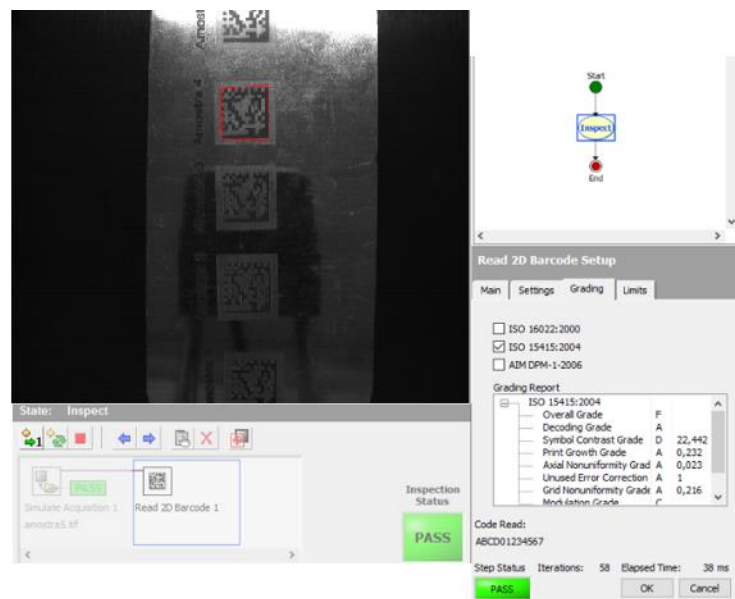 Amost
Amostra 4
State: Inspect
PASS
Simulate Acquisition 1
amostra5.tif
Read 2D Barcode 1
Inspection
Status
PASS
Start
Inspect
End
Read 2D Barcode Setup
Main Settings Grading Limits
ISO 16022:2000
ISO 15415:2004
AIM DPM-1-2006
Grading Report
ISO 15415:2004
Overall Grade F
Decoding Grade A
Symbol Contrast Grade D 22,442
Print Growth Grade A 0,232
Axial Nonuniformity Grad A 0,023
Unused Error Correction A 1
Grid Nonuniformity Grade A 0,216
Modulation Grade C
Code Read:
ABCD01234567
Step Status Iterations: 58 Elapsed Time: 38 ms
PASS OK Cancel